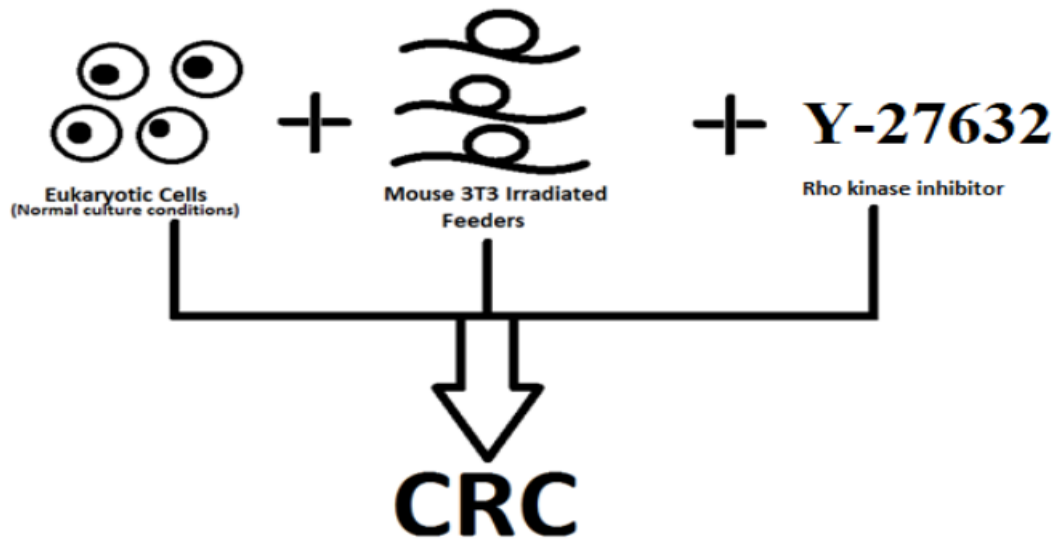 Eukaryotic Cells
(Normal culture conditions)
Mouse 3T3 Irradiated
Feeders
Y-27632
Rho kinase inhibitor
CRC